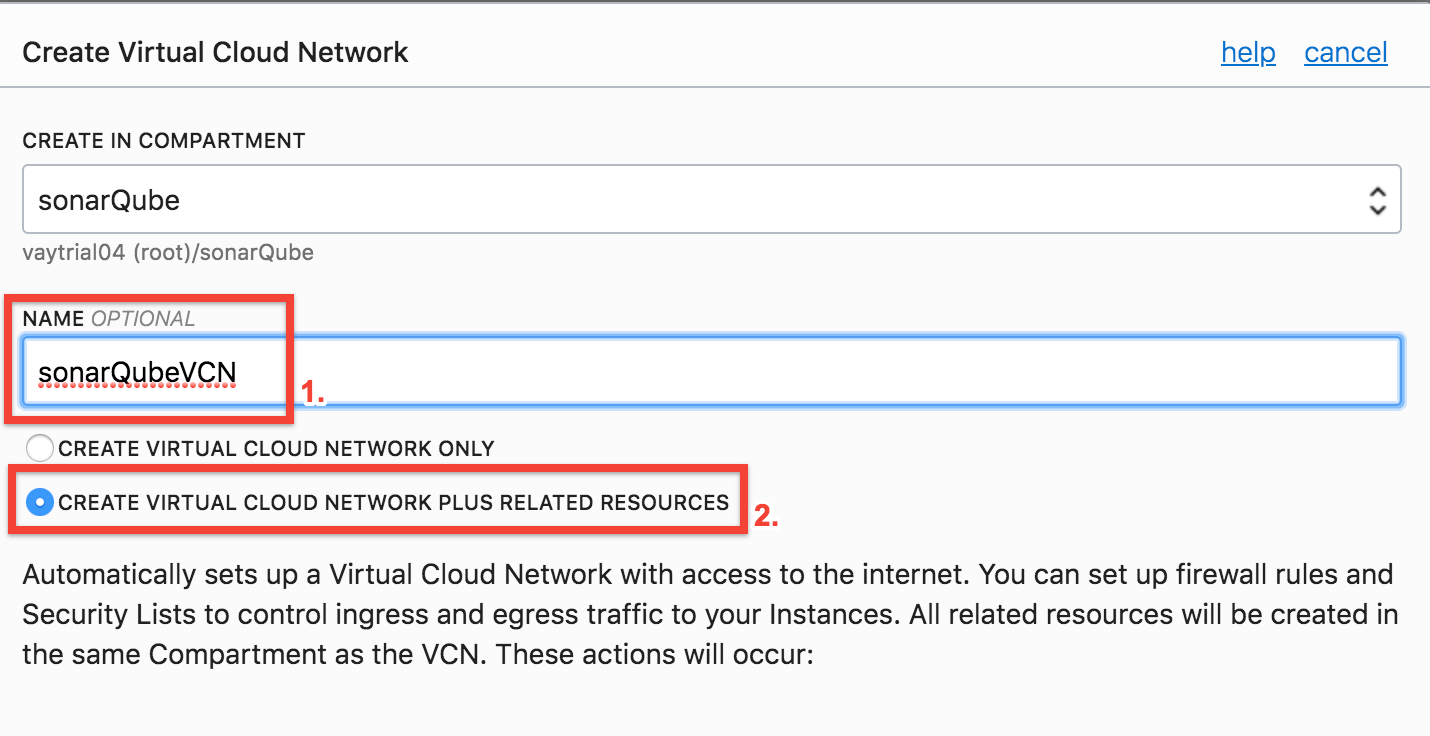 Create Virtual Cloud Network
help cancel
CREATE IN COMPARTMENT
sonarQube
vaytrial04 (root)/sonarQube
NAME OPTIONAL
sonarQubeVCN
1.
CREATE VIRTUAL CLOUD NETWORK ONLY
CREATE VIRTUAL CLOUD NETWORK PLUS RELATED RESOURCES
2.
Automatically sets up a Virtual Cloud Network with access to the internet. You can set up firewall rules and
Security Lists to control ingress and egress traffic to your Instances. All related resources will be created in
the same Compartment as the VCN. These actions will occur: